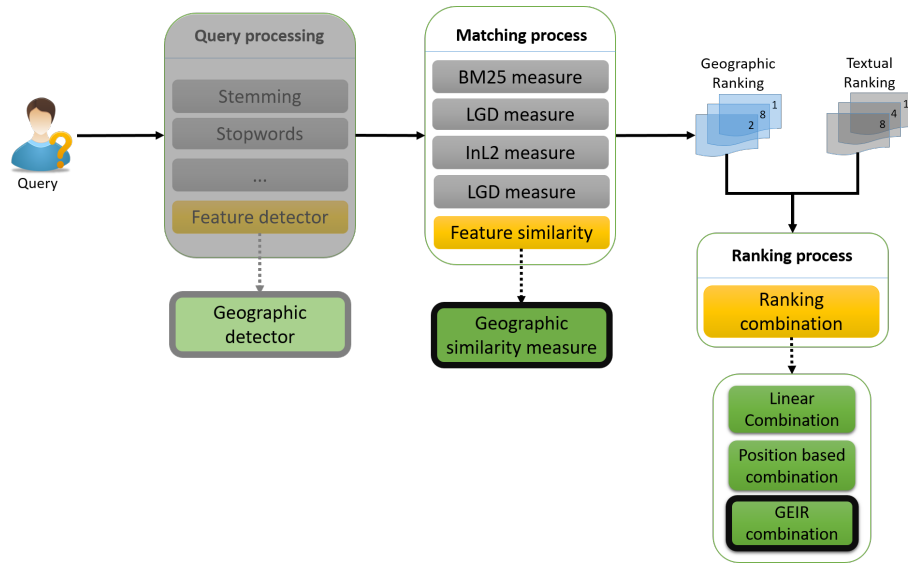 Query
Query processing
Stemming
Stopwords
...
Feature detector
Geographic
detector
Matching process
BM25 measure
LGD measure
InL2 measure
LGD measure
Feature similarity
Geographic
similarity measure
Geographic
Ranking
1
8
2
Textual
Ranking
1
4
8
Ranking process
Ranking
combination
Linear
Combination
Position based
combination
GEIR
combination